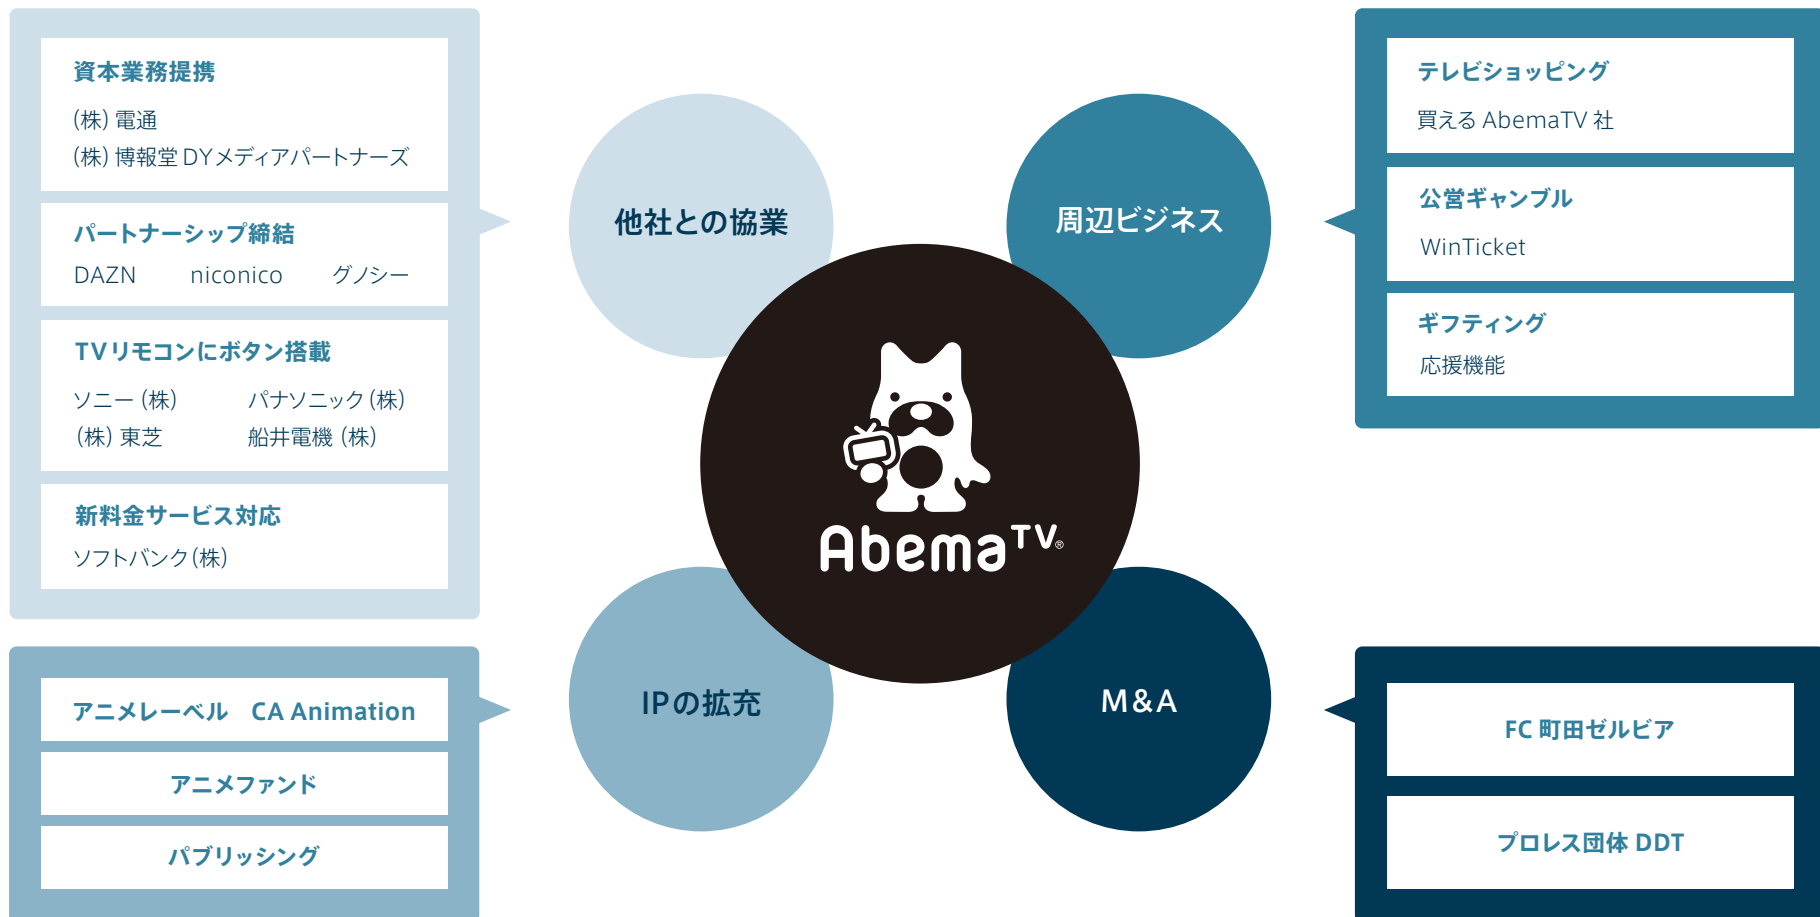 資本業務提携
(株) 電通
(株) 博報堂DYメディアパートナーズ
パートナーシップ締結
DAZN niconico グノシー
TVリモコンにボタン搭載
ソニー (株) パナソニック (株)
(株) 東芝 船井電機 (株)
新料金サービス対応
ソフトバンク (株)
他社との協業
周辺ビジネス
テレビショッピング
買える AbemaTV 社
公営ギャンブル
WinTicket
ギフティング
応援機能
AbemaTV®
アニメレーベル CA Animation
アニメファンド
パブリッシング
IPの拡充
M&A
FC 町田ゼルビア
プロレス団体 DDT